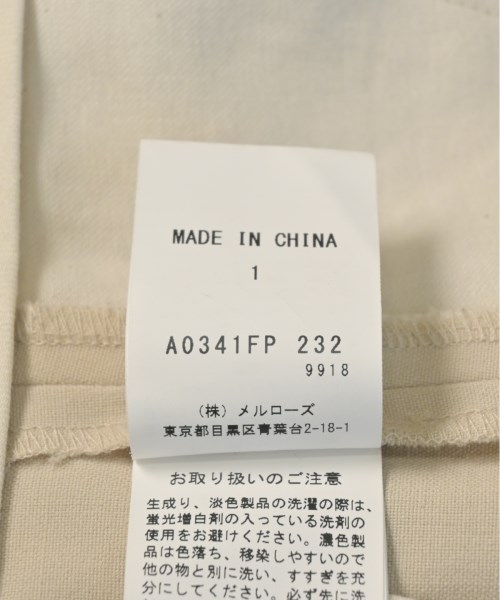 MADE IN CHINA
1
A0341FP 232
9918
(株) メルローズ
東京都目黒区青葉台2-18-1
お取り扱いのご注意
生成り、淡色製品の洗濯の際は、
蛍光増白剤の入っている洗剤の
使用をお避けください。濃色製
品は色落ち、移染しやすいので
他の物と別に洗い、すすぎを充
分にしてください。必ず先に洗